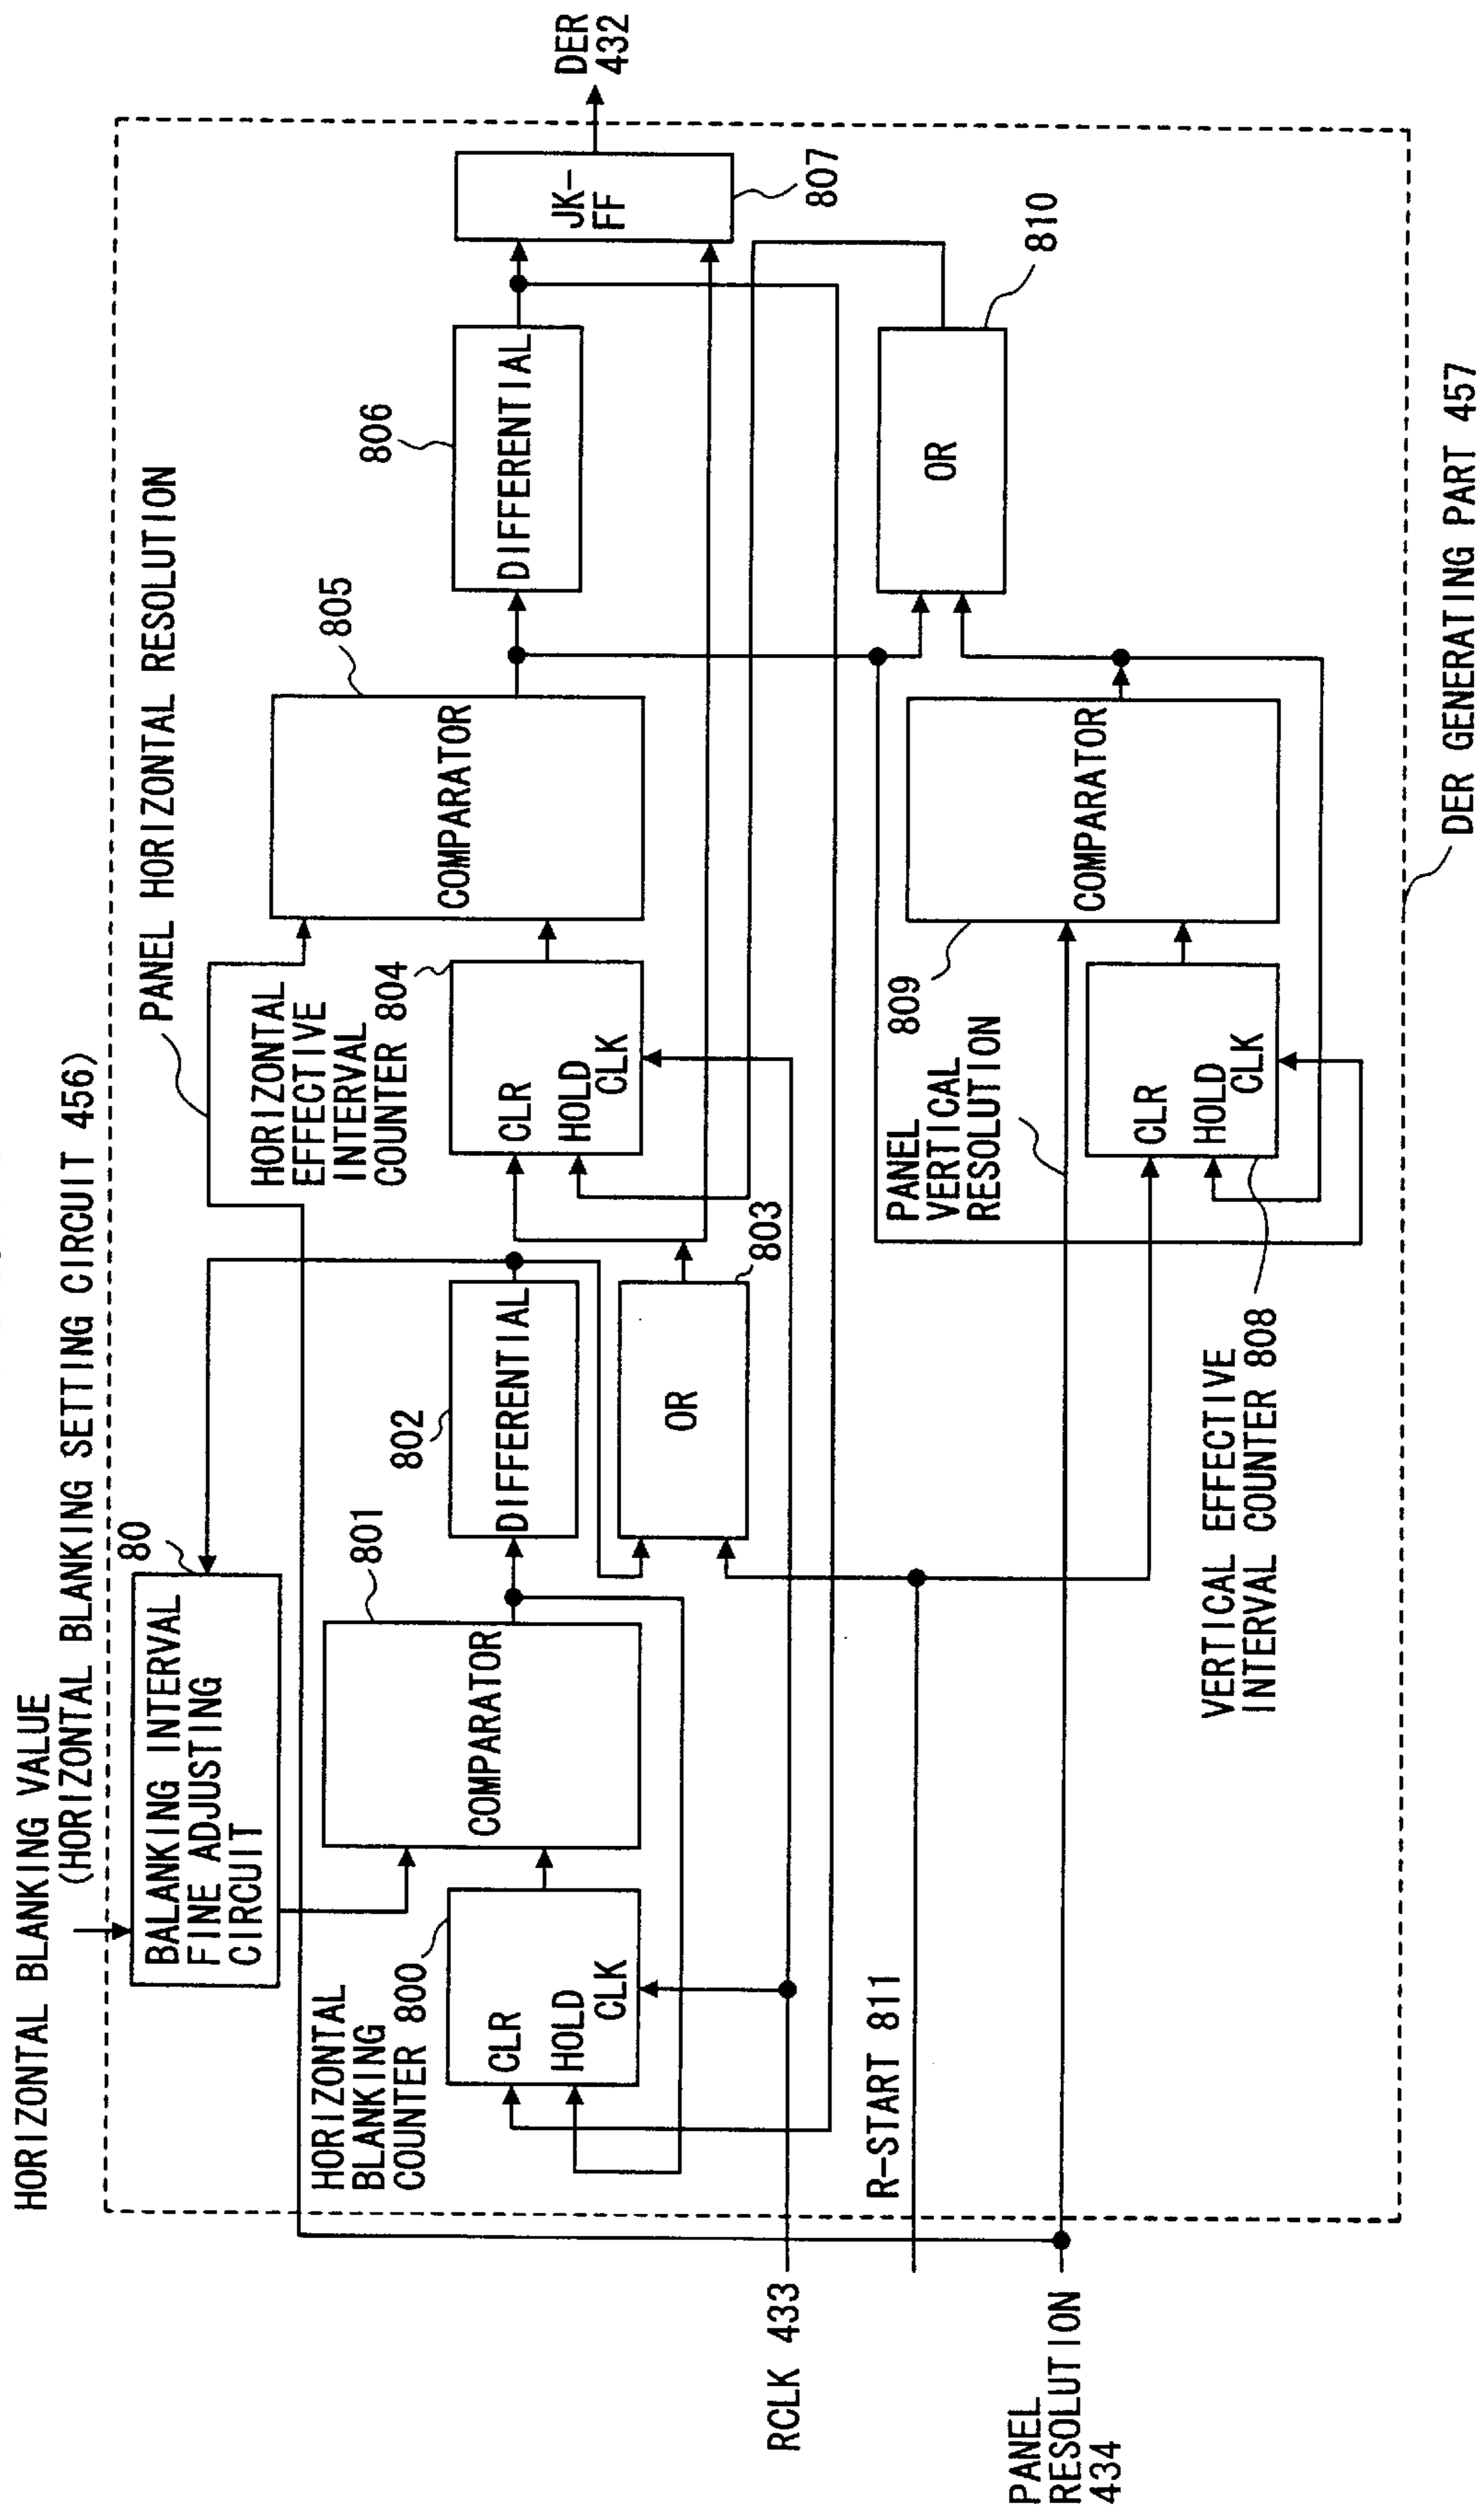 HORIZONTAL BLANKING VALUE
(HORIZONTAL BLANKING SETTING CIRCUIT 456)
PANEL HORIZONTAL RESOLUTION
80
BALANKING INTERVAL
FINE ADJUSTING
CIRCUIT
HORIZONTAL
BLANKING
COUNTER 800
CLR
HOLD
CLK
801
COMPARATOR
802
DIFFERENTIAL
OR
803
HORIZONTAL
EFFECTIVE
INTERVAL
COUNTER 804
CLR
HOLD
CLK
805
COMPARATOR
806
DIFFERENTIAL
JK-
FF
807
DER
432
RCLK 433
R-START 811
PANEL
RESOLUTION
434
PANEL
VERTICAL
RESOLUTION
VERTICAL EFFECTIVE
INTERVAL COUNTER 808
CLR
HOLD
CLK
809
COMPARATOR
OR
810
DER GENERATING PART 457